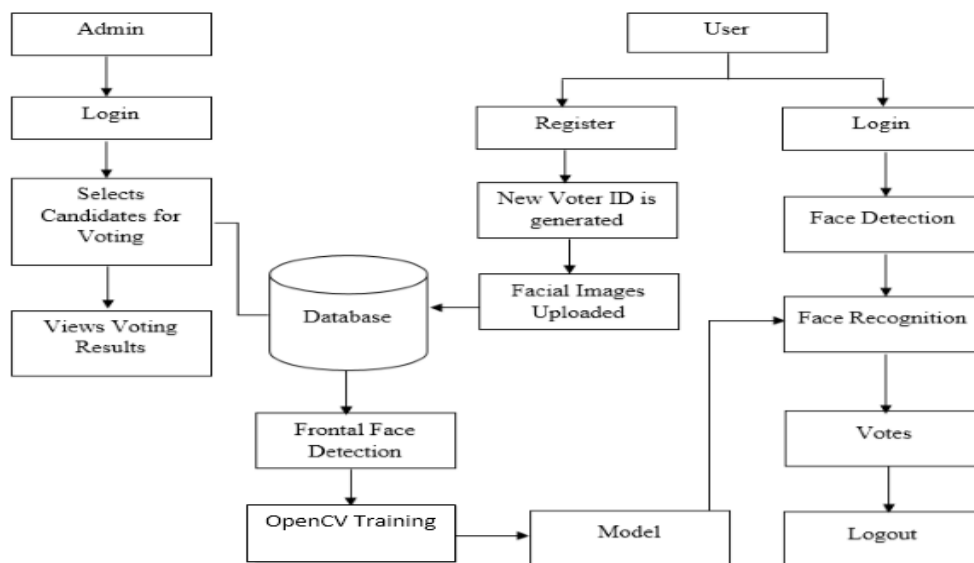 Admin
User
Login
Register
Login
Selects
Candidates for
Voting
New Voter ID is
generated
Face Detection
Database
Facial Images
Uploaded
Face Recognition
Views Voting
Results
Frontal Face
Detection
Votes
OpenCV Training
Model
Logout